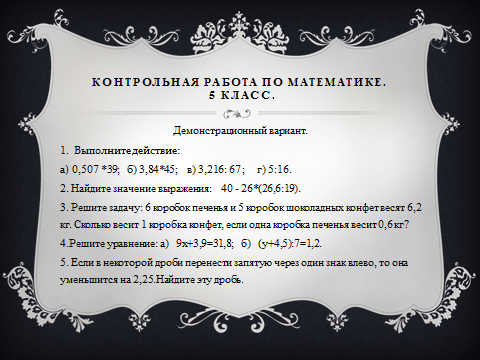 КОНТРОЛЬНАЯ РАБОТА ПО МАТЕМАТИКЕ.
5 КЛАСС.
Демонстрационный вариант.
1. Выполните действие:
а) 0,507 *39; б) 3,84*45; в) 3,216: 67; г) 5:16.
2. Найдите значение выражения: 40 - 26*(26,6:19).
3. Решите задачу: 6 коробок печенья и 5 коробок шоколадных конфет весят 6,2
кг. Сколько весит 1 коробка конфет, если одна коробка печенья весит 0,6 кг?
4.Решите уравнение: а) 9х+3,9=31,8; б) (у+4,5):7=1,2.
5. Если в некоторой дроби перенести запятую через один знак влево, то она
уменьшится на 2,25.Найдите эту дробь.